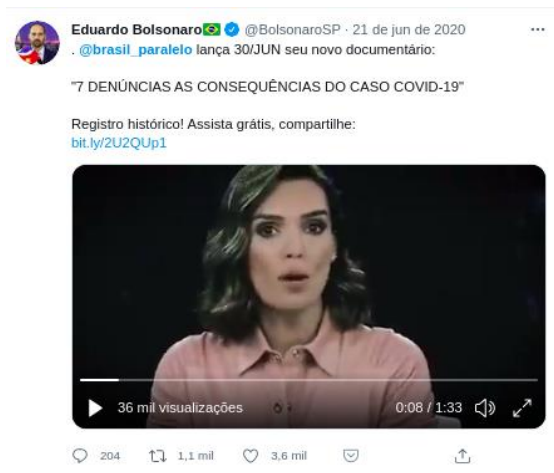 Eduardo Bolsonaro @BolsonaroSP · 21 de jun de 2020
. @brasil_paralelo lança 30/JUN seu novo documentário:
"7 DENÚNCIAS AS CONSEQUÊNCIAS DO CASO COVID-19"
Registro histórico! Assista grátis, compartilhe:
bit.ly/2U2QUp1
36 mil visualizações 0:08 / 1:33
204 1,1 mil 3,6 mil